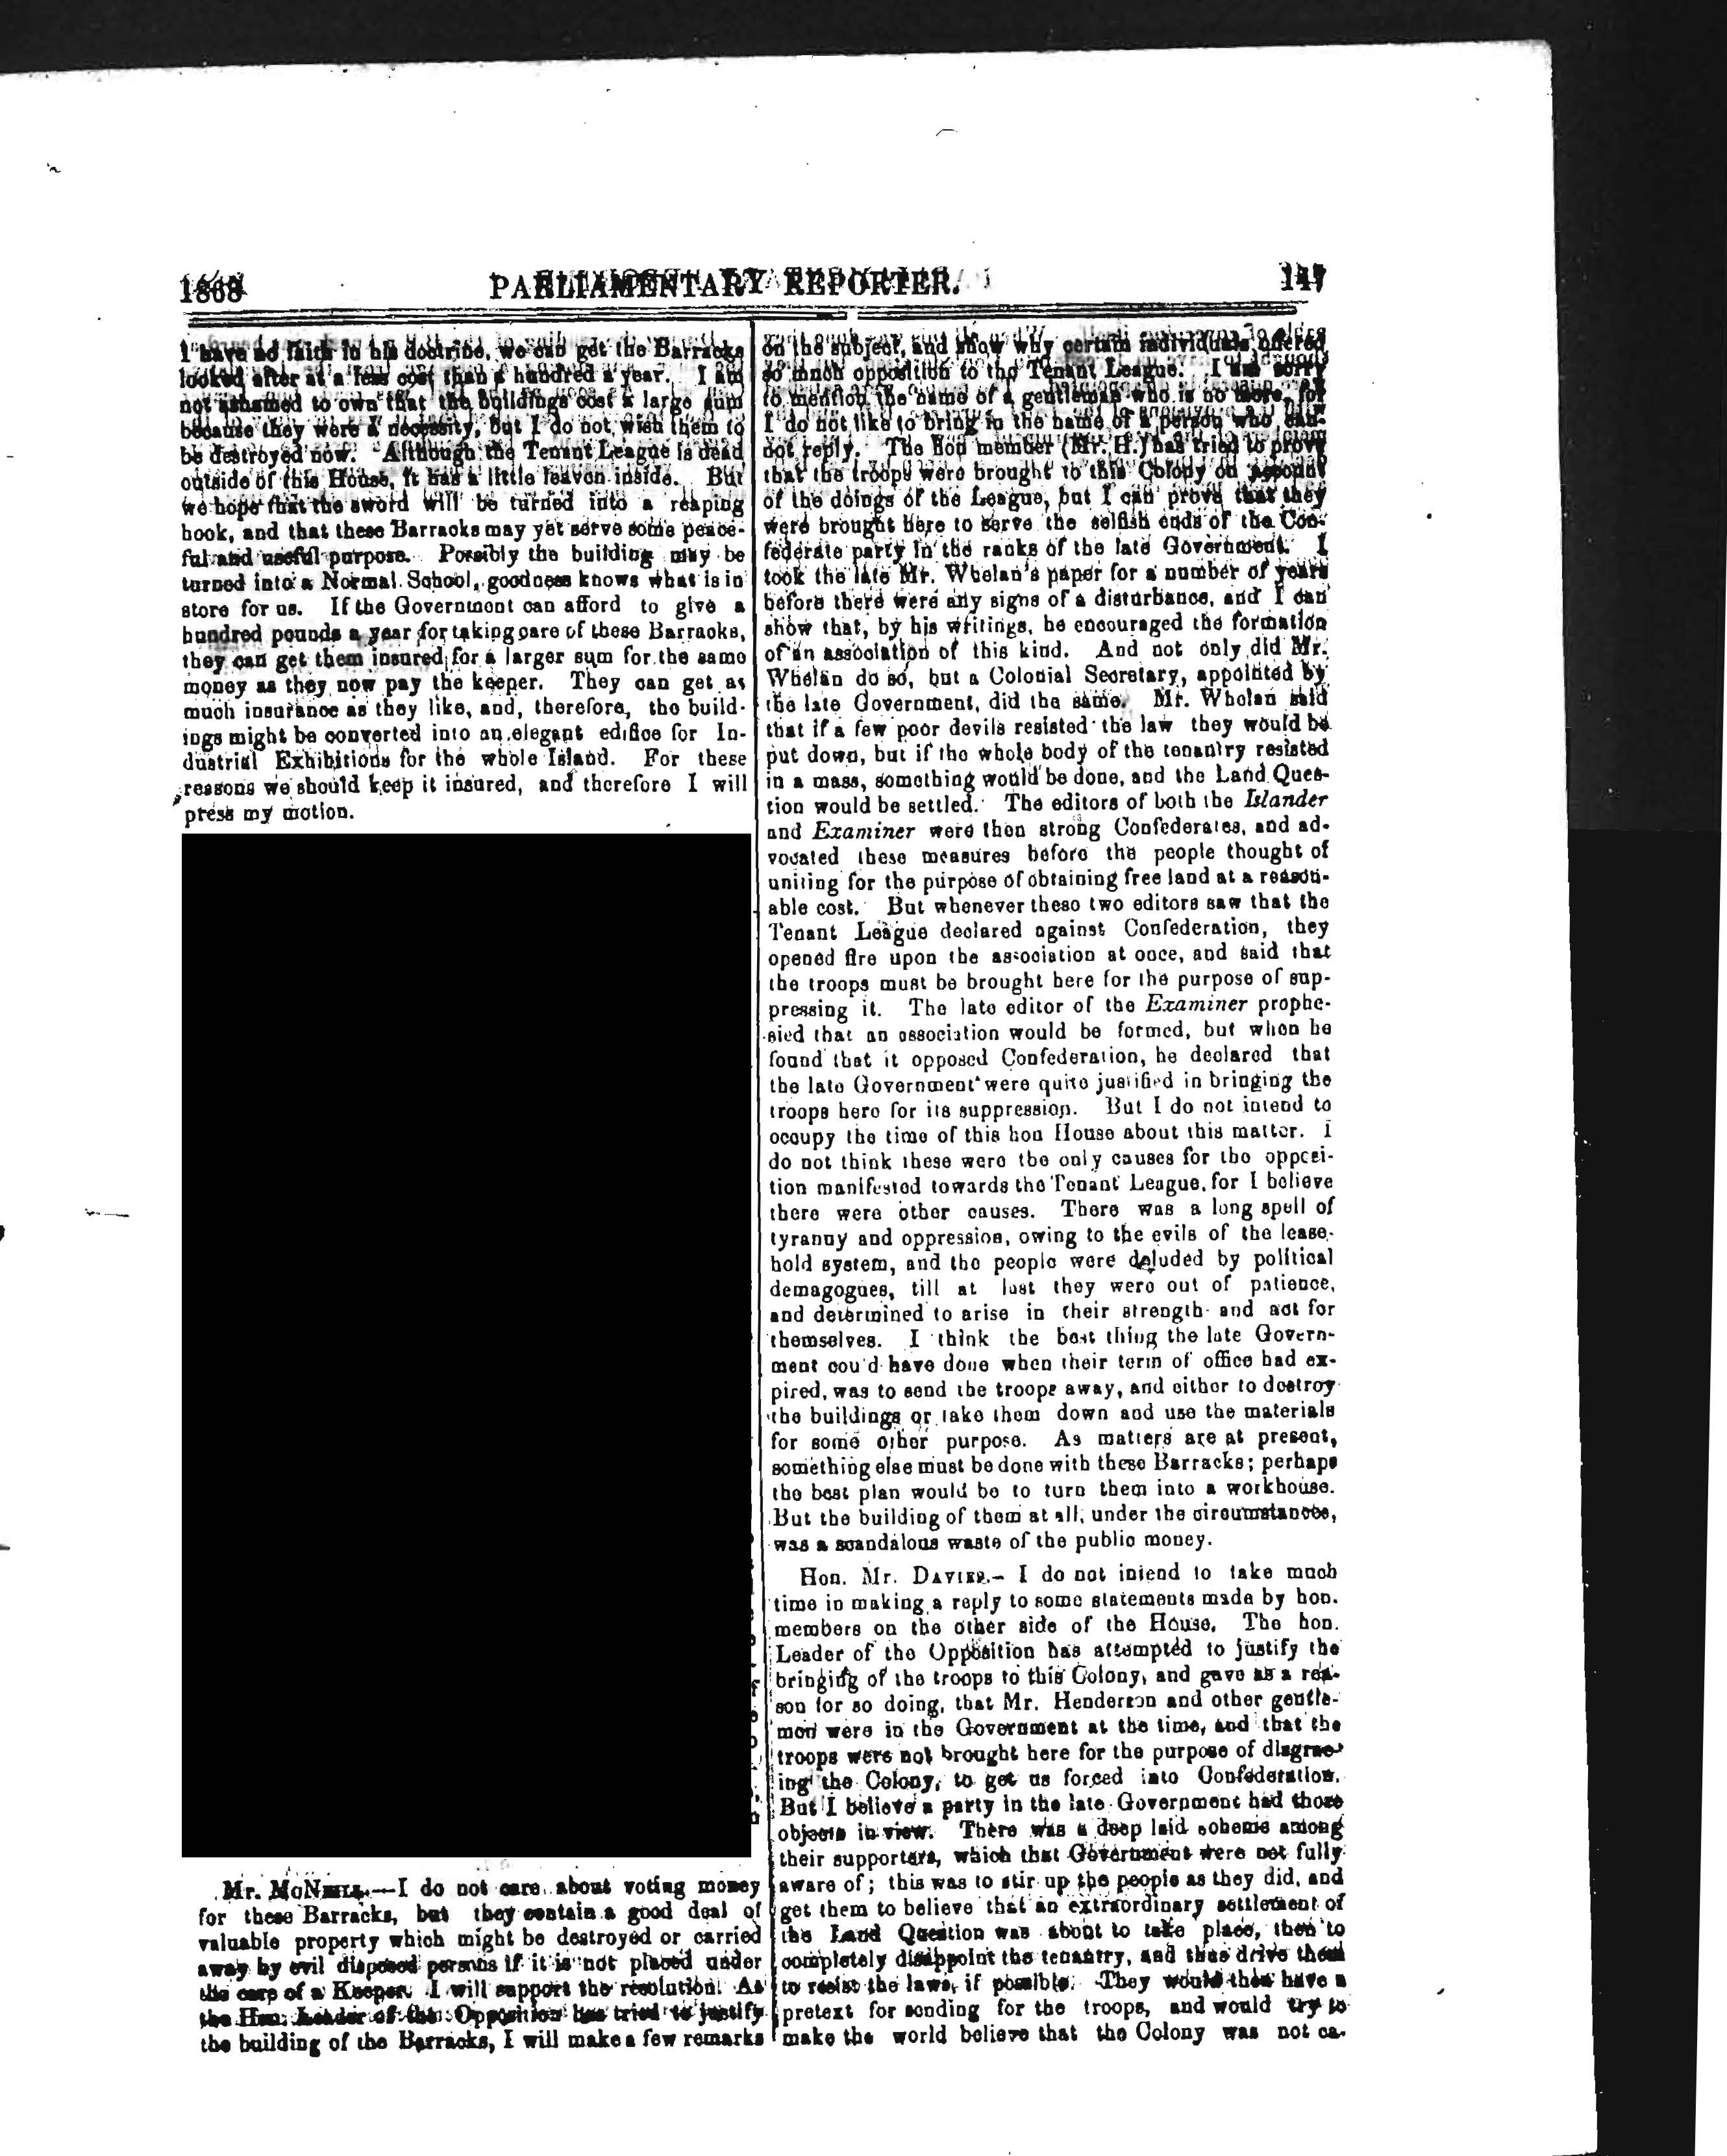 1868 PARLIAMENTARY REPORTER. 147
I have no faith in his doctrine, we can get the Barracks
looked after at a less cost than a hundred a year. I am
not ashamed to own that the buildings cost a large sum
because they were a necessity, but I do not wish them to
be destroyed now. Although the Tenant League is dead
outside of this House, it has a little leaven inside. But
we hope that the sword will be turned into a reaping
hook, and that these Barracks may yet serve some peace-
ful and useful purpose. Possibly the building may be
turned into a Normal School, goodness knows what is in
store for us. If the Government can afford to give a
hundred pounds a year for taking care of these Barracks,
they can get them insured for a larger sum for the same
money as they now pay the keeper. They can get as
much insurance as they like, and, therefore, the build-
ings might be converted into an elegant edifice for In-
dustrial Exhibitions for the whole Island. For these
reasons we should keep it insured, and therefore I will
press my motion.
Mr. McNEILL.—I do not care about voting money
for these Barracks, but they contain a good deal of
valuable property which might be destroyed or carried
away by evil disposed persons if it is not placed under
the care of a Keeper. I will support the resolution. As
the Hon. Leader of the Opposition has tried to justify
the building of the Barracks, I will make a few remarks
on the subject, and show why certain individuals offered
so much opposition to the Tenant League. I am sorry
to mention the name of a gentleman who is no more, for
I do not like to bring in the name of a person who can-
not reply. The hon member (Mr. H.) has tried to prove
that the troops were brought to this Colony on account
of the doings of the League, but I can prove that they
were brought here to serve the selfish ends of the Con-
federate party in the ranks of the late Government. I
took the late Mr. Whelan's paper for a number of years
before there were any signs of a disturbance, and I can
show that, by his writings, he encouraged the formation
of an association of this kind. And not only did Mr.
Whelan do so, but a Colonial Secretary, appointed by
the late Government, did the same. Mr. Whelan said
that if a few poor devils resisted the law they would be
put down, but if the whole body of the tenantry resisted
in a mass, something would be done, and the Land Ques-
tion would be settled. The editors of both the Islander
and Examiner were then strong Confederates, and ad-
vocated these measures before the people thought of
uniting for the purpose of obtaining free land at a reason-
able cost. But whenever these two editors saw that the
Tenant League declared against Confederation, they
opened fire upon the association at once, and said that
the troops must be brought here for the purpose of sup-
pressing it. The late editor of the Examiner prophe-
sied that an association would be formed, but when he
found that it opposed Confederation, he declared that
the late Government were quite justified in bringing the
troops here for its suppression. But I do not intend to
occupy the time of this hon House about this matter. I
do not think these were the only causes for the opposi-
tion manifested towards the Tenant League, for I believe
there were other causes. There was a long spell of
tyranny and oppression, owing to the evils of the lease-
hold system, and the people were deluded by political
demagogues, till at last they were out of patience,
and determined to arise in their strength and act for
themselves. I think the best thing the late Govern-
ment cou'd have done when their term of office had ex-
pired, was to send the troops away, and either to destroy
the buildings or take them down and use the materials
for some other purpose. As matters are at present,
something else must be done with these Barracks; perhaps
the best plan would be to turn them into a workhouse.
But the building of them at all, under the circumstances,
was a scandalous waste of the public money.
Hon. Mr. DAVIES.— I do not intend to take much
time in making a reply to some statements made by hon.
members on the other side of the House. The hon.
Leader of the Opposition has attempted to justify the
bringing of the troops to this Colony, and gave as a rea-
son for so doing, that Mr. Henderson and other gentle-
men were in the Government at the time, and that the
troops were not brought here for the purpose of disgrac-
ing the Colony, to get us forced into Confederation.
But I believe a party in the late Government had those
objects in view. There was a deep laid scheme among
their supporters, which that Government were not fully
aware of; this was to stir up the people as they did, and
get them to believe that an extraordinary settlement of
the Land Question was about to take place, then to
completely disappoint the tenantry, and thus drive them
to resist the laws, if possible. They would then have a
pretext for sending for the troops, and would try to
make the world believe that the Colony was not ca-